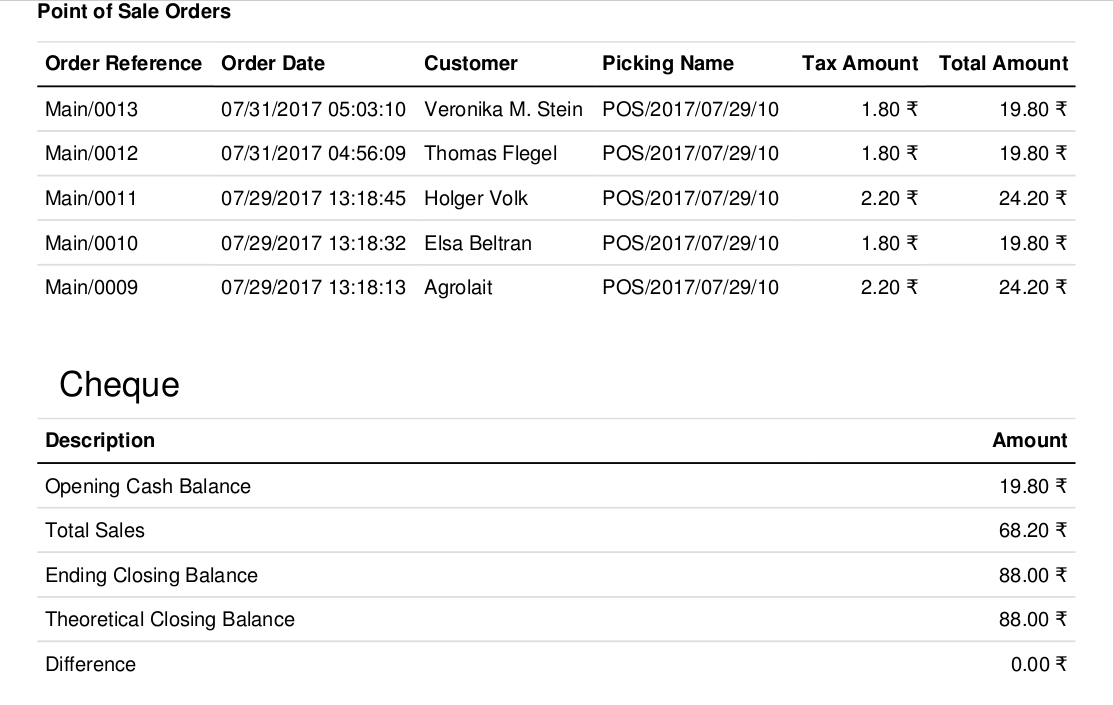 Point of Sale Orders
Order Reference Order Date Customer Picking Name Tax Amount Total Amount
Main/0013 07/31/2017 05:03:10 Veronika M. Stein POS/2017/07/29/10 1.80 ₹ 19.80 ₹
Main/0012 07/31/2017 04:56:09 Thomas Flegel POS/2017/07/29/10 1.80 ₹ 19.80 ₹
Main/0011 07/29/2017 13:18:45 Holger Volk POS/2017/07/29/10 2.20 ₹ 24.20 ₹
Main/0010 07/29/2017 13:18:32 Elsa Beltran POS/2017/07/29/10 1.80 ₹ 19.80 ₹
Main/0009 07/29/2017 13:18:13 Agrolait POS/2017/07/29/10 2.20 ₹ 24.20 ₹
Cheque
Description Amount
Opening Cash Balance 19.80 ₹
Total Sales 68.20 ₹
Ending Closing Balance 88.00 ₹
Theoretical Closing Balance 88.00 ₹
Difference 0.00 ₹